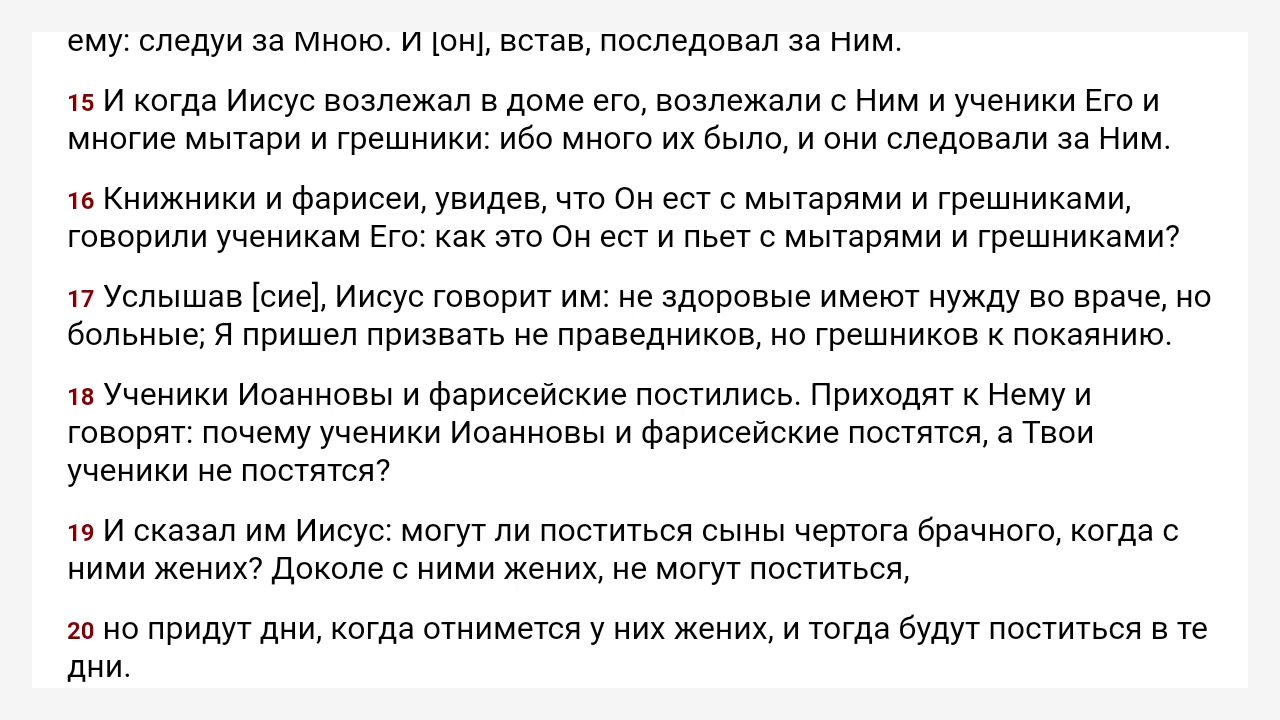 ему: следуй за Мною. И [он], встав, последовал за Ним.
15 И когда Иисус возлежал в доме его, возлежали с Ним и ученики Его и
многие мытари и грешники: ибо много их было, и они следовали за Ним.
16 Книжники и фарисеи, увидев, что Он ест с мытарями и грешниками,
говорили ученикам Его: как это Он ест и пьет с мытарями и грешниками?
17 Услышав [сие], Иисус говорит им: не здоровые имеют нужду во враче, но
больные; Я пришел призвать не праведников, но грешников к покаянию.
18 Ученики Иоанновы и фарисейские постились. Приходят к Нему и
говорят: почему ученики Иоанновы и фарисейские постятся, а Твои
ученики не постятся?
19 И сказал им Иисус: могут ли поститься сыны чертога брачного, когда с
ними жених? Доколе с ними жених, не могут поститься,
20 но придут дни, когда отнимется у них жених, и тогда будут поститься в те
дни.